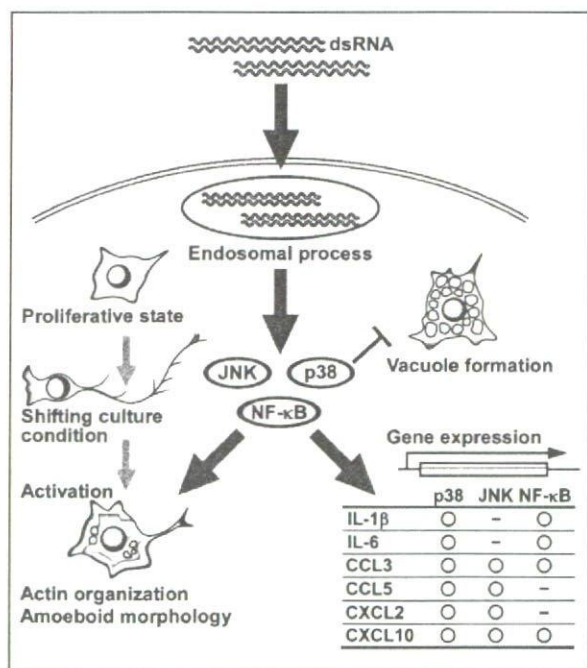 dsRNA
Endosomal process
Proliferative state
JNK
p38
Vacuole formation
NF-κB
Shifting culture
condition
Gene expression
Activation
p38 JNK NF-κB
IL-1β ○ – ○
IL-6 ○ – ○
CCL3 ○ ○ ○
CCL5 ○ ○ –
CXCL2 ○ ○ –
CXCL10 ○ ○ ○
Actin organization
Amoeboid morphology